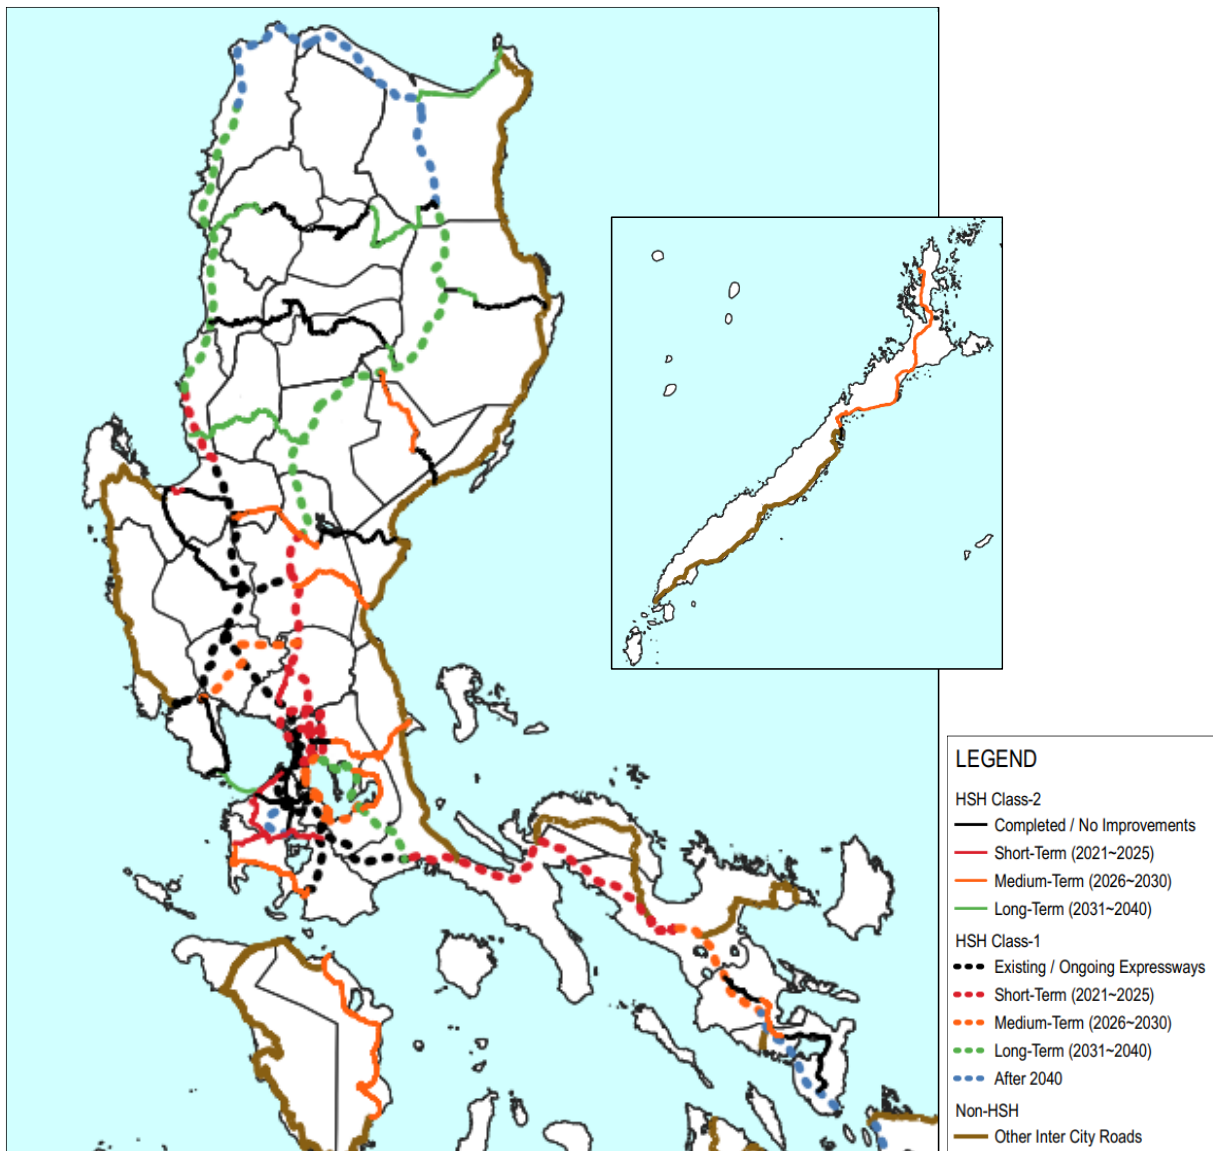 LEGEND
HSH Class-2
Completed / No Improvements
Short-Term (2021~2025)
Medium-Term (2026~2030)
Long-Term (2031~2040)
HSH Class-1
Existing / Ongoing Expressways
Short-Term (2021~2025)
Medium-Term (2026~2030)
Long-Term (2031~2040)
After 2040
Non-HSH
Other Inter City Roads